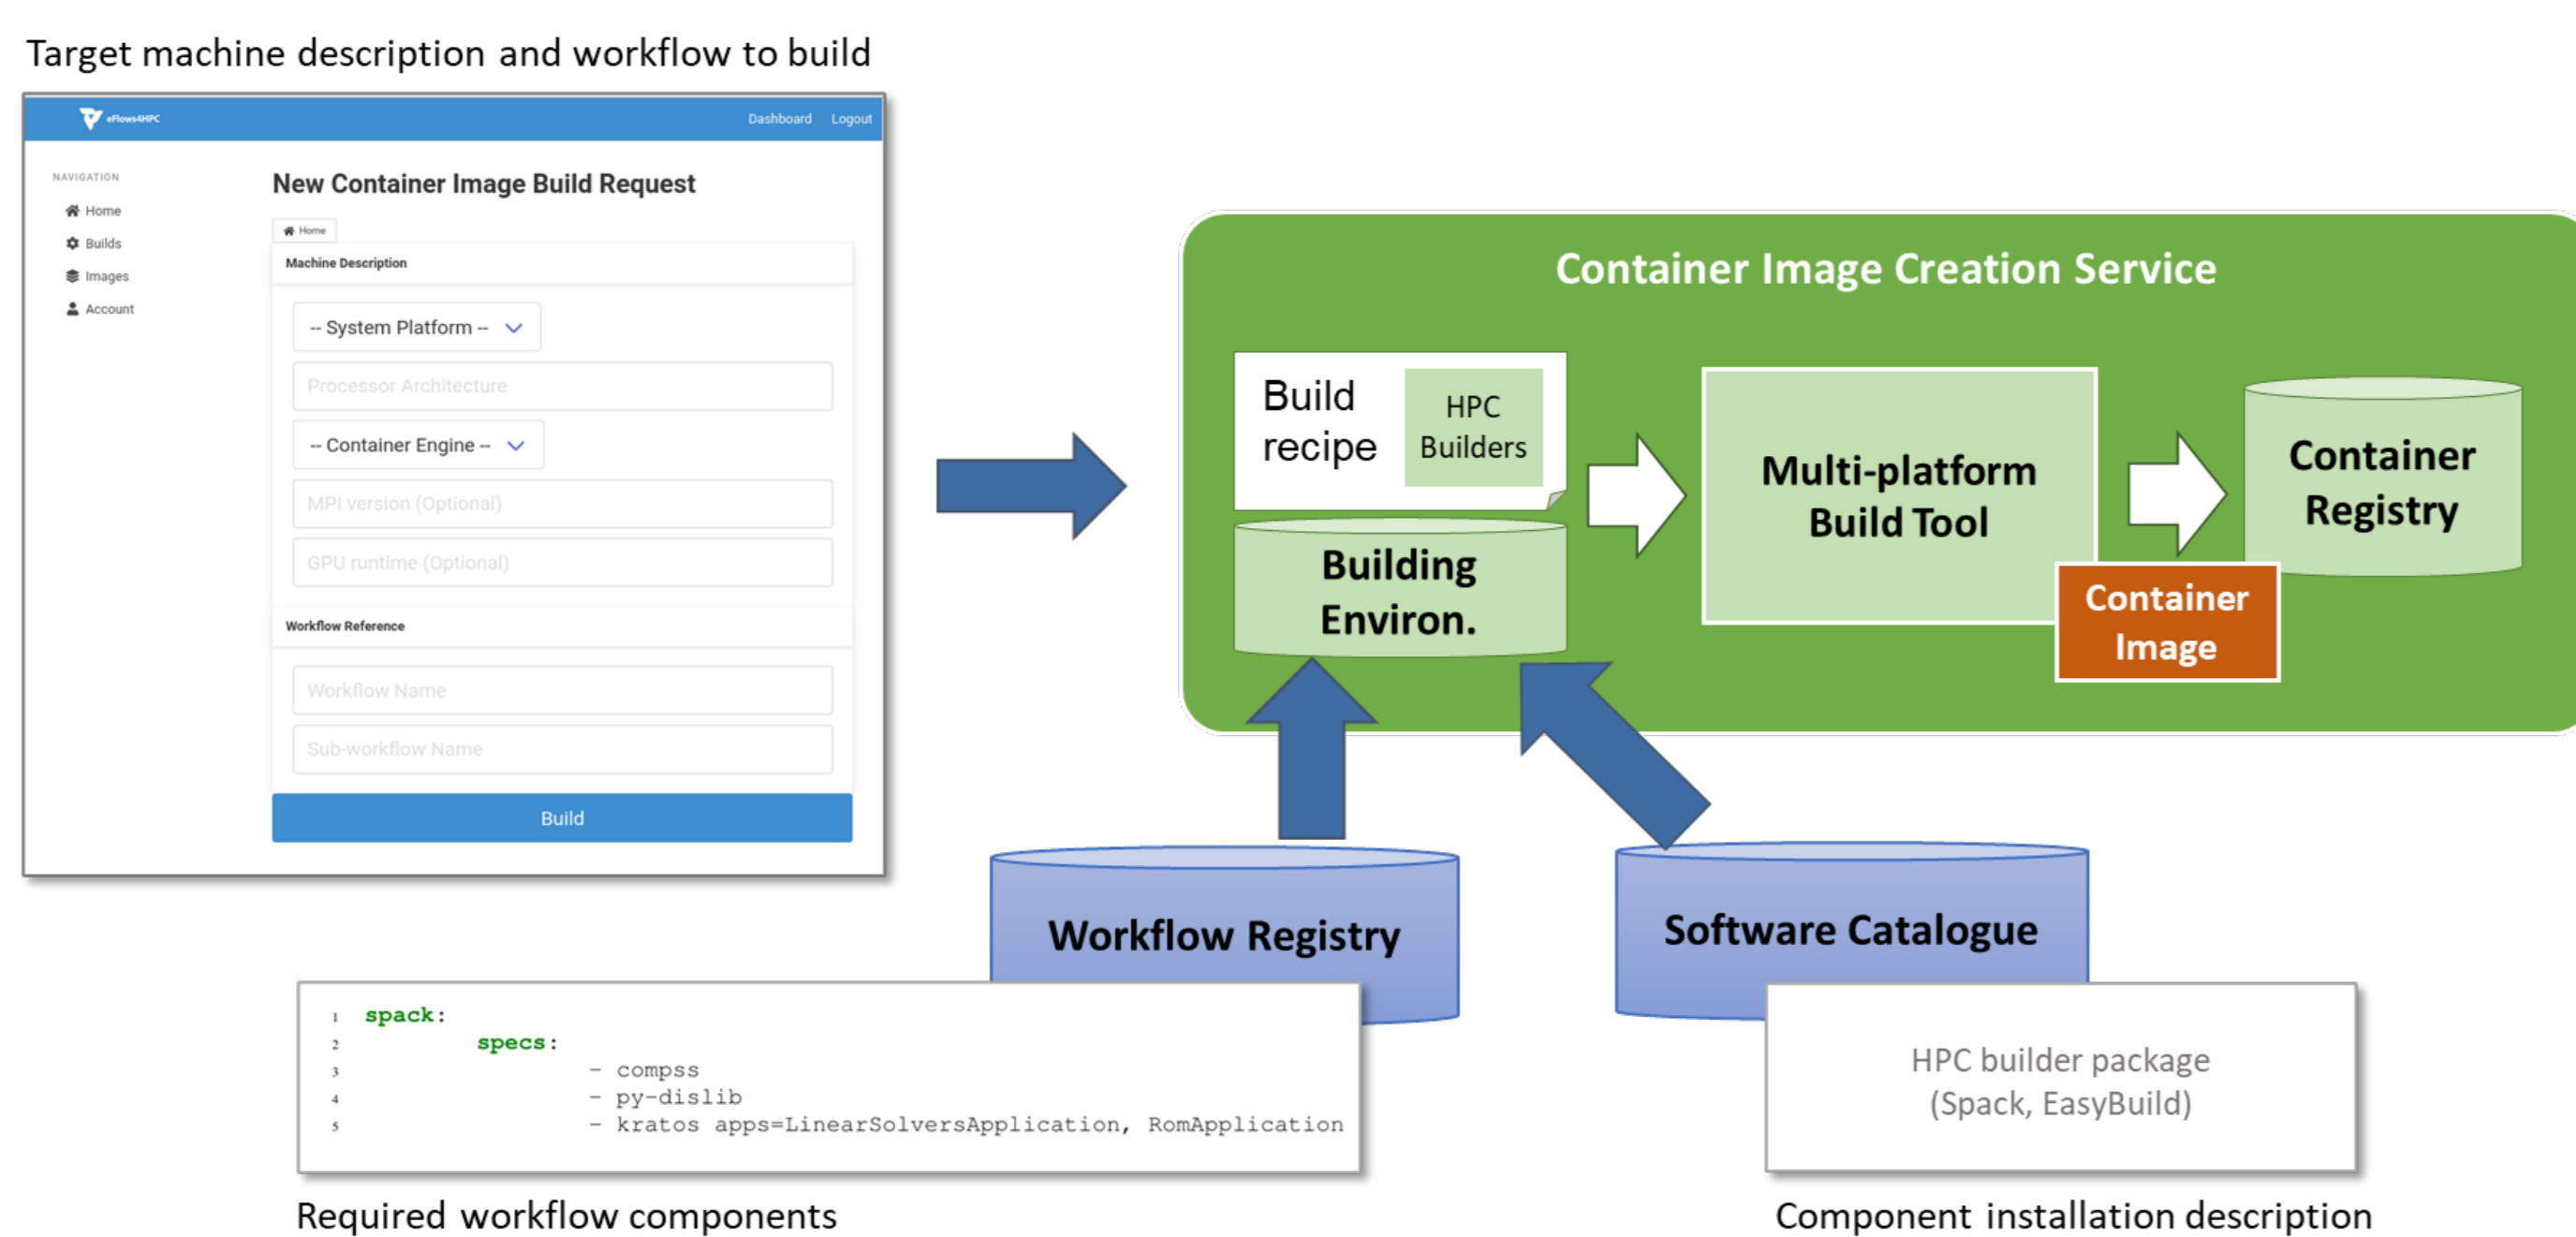 Target machine description and workflow to build
eFlows4HPC
Dashboard Logout
NAVIGATION
Home
Builds
Images
Account
New Container Image Build Request
Home
Machine Description
-- System Platform --
Processor Architecture
-- Container Engine --
MPI version (Optional)
GPU runtime (Optional)
Workflow Reference
Workflow Name
Sub-workflow Name
Build
Container Image Creation Service
Build
recipe
HPC
Builders
Building
Environ.
Multi-platform
Build Tool
Container
Registry
Container
Image
Workflow Registry
Software Catalogue
1 spack:
2 specs:
3 - compss
4 - py-dislib
5 - kratos apps=LinearSolversApplication, RomApplication
HPC builder package
(Spack, EasyBuild)
Required workflow components
Component installation description